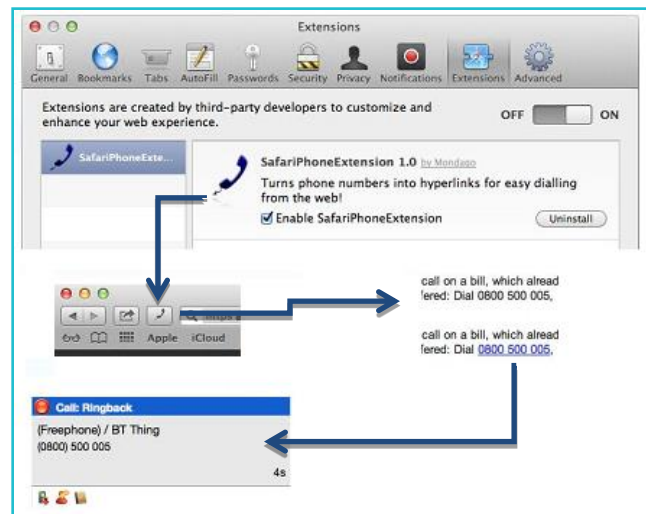 Extensions
General Bookmarks Tabs AutoFill Passwords Security Privacy Notifications Extensions Advanced
Extensions are created by third-party developers to customize and
enhance your web experience.
OFF ON
SafariPhoneExte...
SafariPhoneExtension 1.0 by Mondago
Turns phone numbers into hyperlinks for easy dialling
from the web!
Enable SafariPhoneExtension
Uninstall
Apple iCloud
call on a bill, which alread
fered: Dial 0800 500 005,
call on a bill, which alread
fered: Dial 0800 500 005,
Call: Ringback
(Freephone) / BT Thing
(0800) 500 005
4s